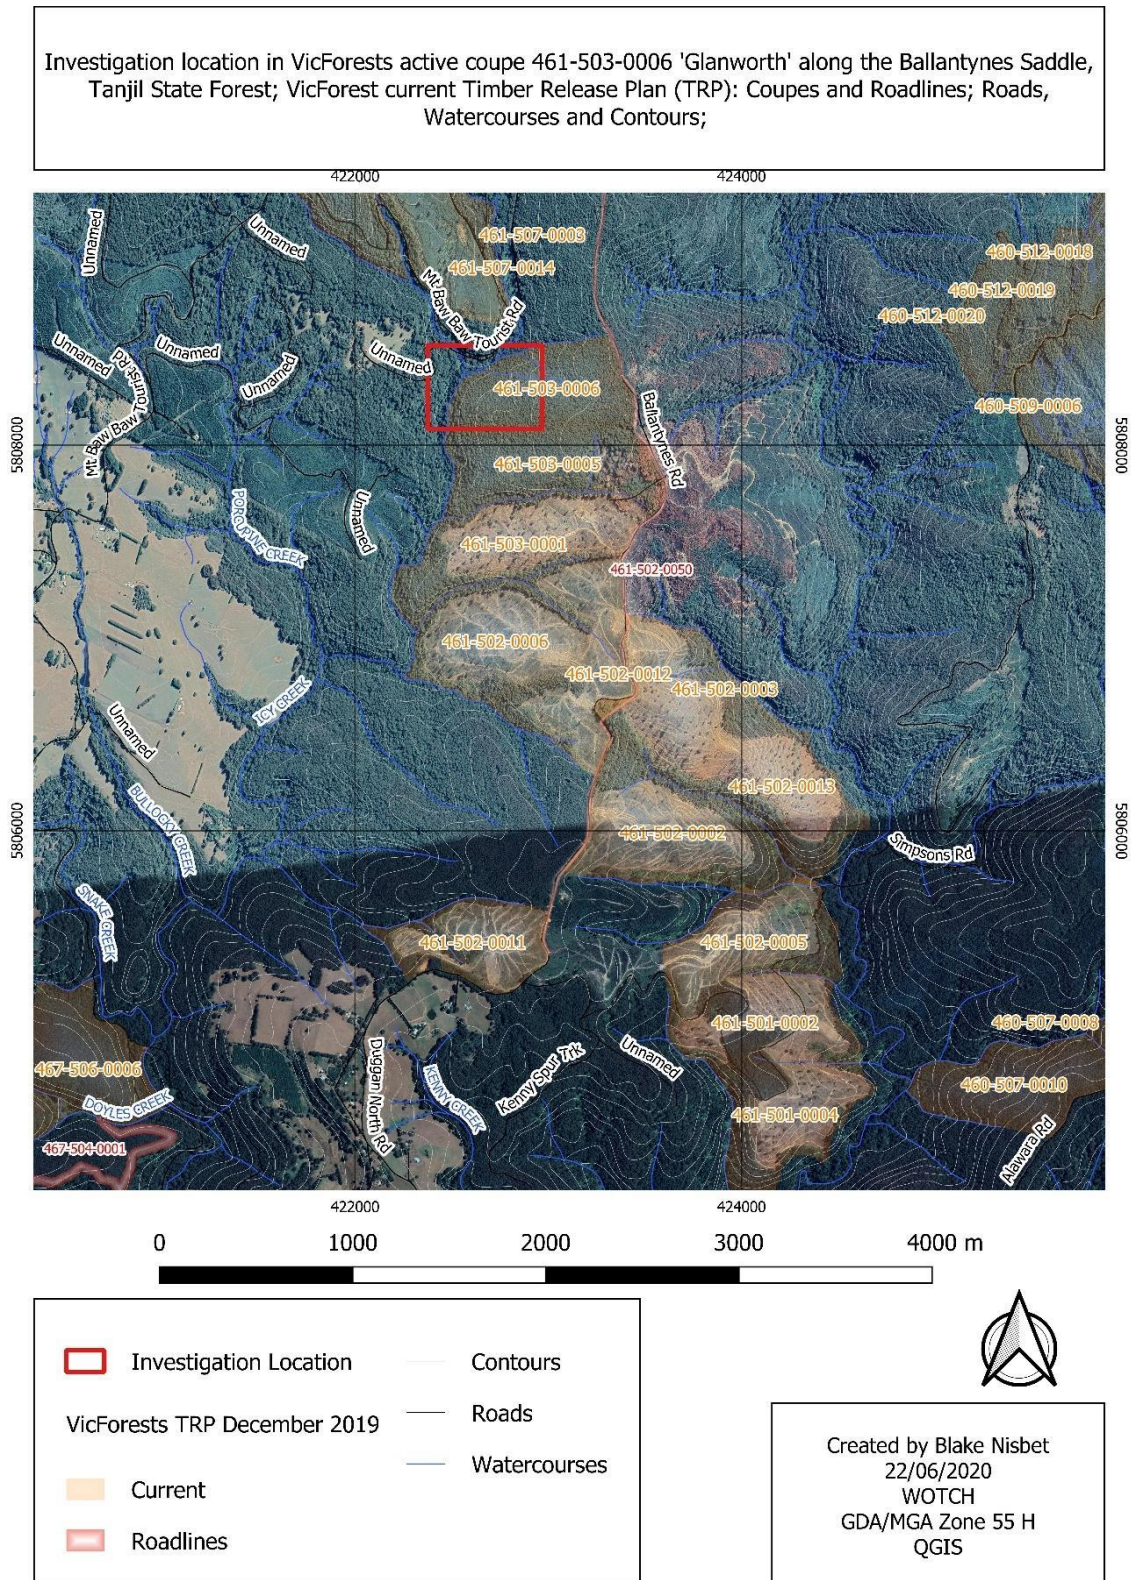 Investigation location in VicForests active coupe 461-503-0006 'Glanworth' along the Ballantynes Saddle,
Tanjil State Forest; VicForest current Timber Release Plan (TRP): Coupes and Roadlines; Roads,
Watercourses and Contours;
422000
424000
Unnamed
Unnamed
461-507-0003
461-507-0014
460-512-0018
460-512-0019
460-512-0020
Mt Baw Baw Tourist Rd
Unnamed
Unnamed
Unnamed
Unnamed
Mt Baw Baw Tourist Rd
461-503-0006
460-509-0006
Ballantynes Rd
5808000
5808000
461-503-0005
Unnamed
PORCUPINE CREEK
461-503-0001
461-502-0050
461-502-0006
461-502-0012
461-502-0003
ICY CREEK
Unnamed
461-502-0013
BULLOCKY CREEK
5806000
5806000
461-502-0002
Simpsons Rd
SNAKE CREEK
461-502-0011
461-502-0005
461-501-0002
460-507-0008
Unnamed
Kenny Spur Trk
Duggan North Rd
KENNY CREEK
467-506-0006
460-507-0010
DOYLES CREEK
461-501-0004
Alawara Rd
467-504-0001
422000
424000
0 1000 2000 3000 4000 m
Investigation Location
Contours
VicForests TRP December 2019
Roads
Watercourses
Current
Roadlines
Created by Blake Nisbet
22/06/2020
WOTCH
GDA/MGA Zone 55 H
QGIS